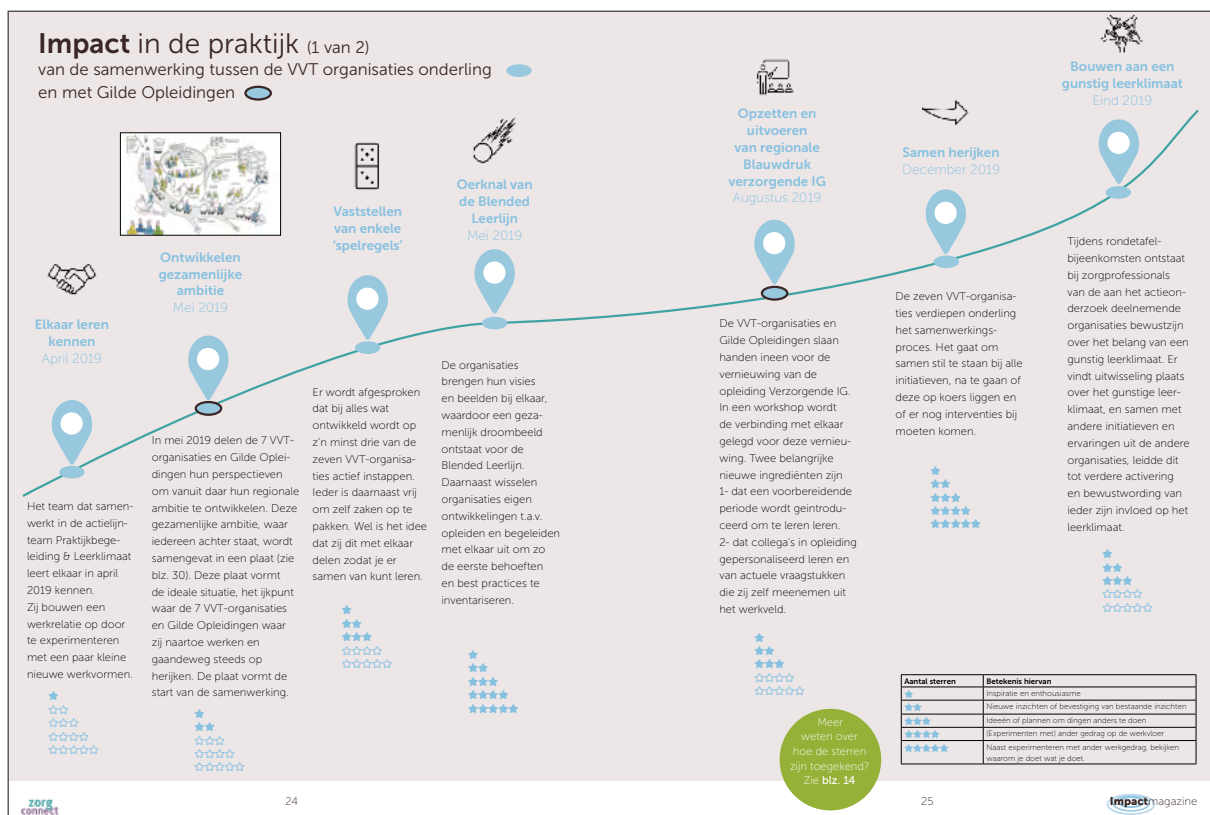 Impact in de praktijk (1 van 2)
van de samenwerking tussen de VVT organisaties onderling
en met Gilde Opleidingen
Elkaar leren
kennen
April 2019
Het team dat samen-
werkt in de actielijn-
team Praktijkbege-
leiding & Leerklimaat
leert elkaar in april
2019 kennen.
Zij bouwen een
werkrelatie op door
te experimenteren
met een paar kleine
nieuwe werkvormen.
Ontwikkelen
gezamenlijke
ambitie
Mei 2019
In mei 2019 delen de 7 VVT-
organisaties en Gilde Oplei-
dingen hun perspectieven
om vanuit daar hun regionale
ambitie te ontwikkelen. Deze
gezamenlijke ambitie, waar
iedereen achter staat, wordt
samengevat in een plaat (zie
blz. 30). Deze plaat vormt
de ideale situatie, het ijkpunt
waar de 7 VVT-organisaties
en Gilde Opleidingen waar
zij naartoe werken en
gaandeweg steeds op
herijken. De plaat vormt de
start van de samenwerking.
Vaststellen
van enkele
'spelregels'
Er wordt afgesproken
dat bij alles wat
ontwikkeld wordt op
z'n minst drie van de
zeven VVT-organisa-
ties actief instappen.
Ieder is daarnaast vrij
om zelf zaken op te
pakken. Wel is het idee
dat zij dit met elkaar
delen zodat je er
samen van kunt leren.
Oerknal van
de Blended
Leerlijn
Mei 2019
De organisaties
brengen hun visies
en beelden bij elkaar,
waardoor een geza-
menlijk droombeeld
ontstaat voor de
Blended Leerlijn.
Daarnaast wisselen
organisaties eigen
ontwikkelingen t.a.v.
opleiden en begeleiden
met elkaar uit om zo
de eerste behoeften
en best practices te
inventariseren.
Opzetten en
uitvoeren
van regionale
Blauwdruk
verzorgende IG
Augustus 2019
De VVT-organisaties en
Gilde Opleidingen slaan
handen ineen voor de
vernieuwing van de
opleiding Verzorgende IG.
In een workshop wordt
de verbinding met elkaar
gelegd voor deze vernieu-
wing. Twee belangrijke
nieuwe ingrediënten zijn
1- dat een voorbereidende
periode wordt geintrodu-
ceerd om te leren leren.
2- dat collega's in opleiding
gepersonaliseerd leren en
van actuele vraagstukken
die zij zelf meenemen uit
het werkveld.
Samen herijken
December 2019
De zeven VVT-organisa-
ties verdiepen onderling
het samenwerkings-
proces. Het gaat om
samen stil te staan bij alle
initiatieven, na te gaan of
deze op koers liggen en
of er nog interventies bij
moeten komen.
Bouwen aan een
gunstig leerklimaat
Eind 2019
Tijdens rondetafel-
bijeenkomsten ontstaat
bij zorgprofessionals
van de aan het actieon-
derzoek deelnemende
organisaties bewustzijn
over het belang van een
gunstig leerklimaat. Er
vindt uitwisseling plaats
over het gunstige leer-
klimaat, en samen met
andere initiatieven en
ervaringen uit de andere
organisaties, leidde dit
tot verdere activering
en bewustwording van
ieder zijn invloed op het
leerklimaat.
Meer
weten over
hoe de sterren
zijn toegekend?
Zie blz. 14
Aantal sterren Betekenis hiervan
Inspiratie en enthousiasme
Nieuwe inzichten of bevestiging van bestaande inzichten
Ideeën of plannen om dingen anders te doen
(Experimenten met) ander gedrag op de werkvloer
Naast experimenteren met ander werkgedrag, bekijken
waarom je doet wat je doet.
zorg
connect
24
25
Impactmagazine